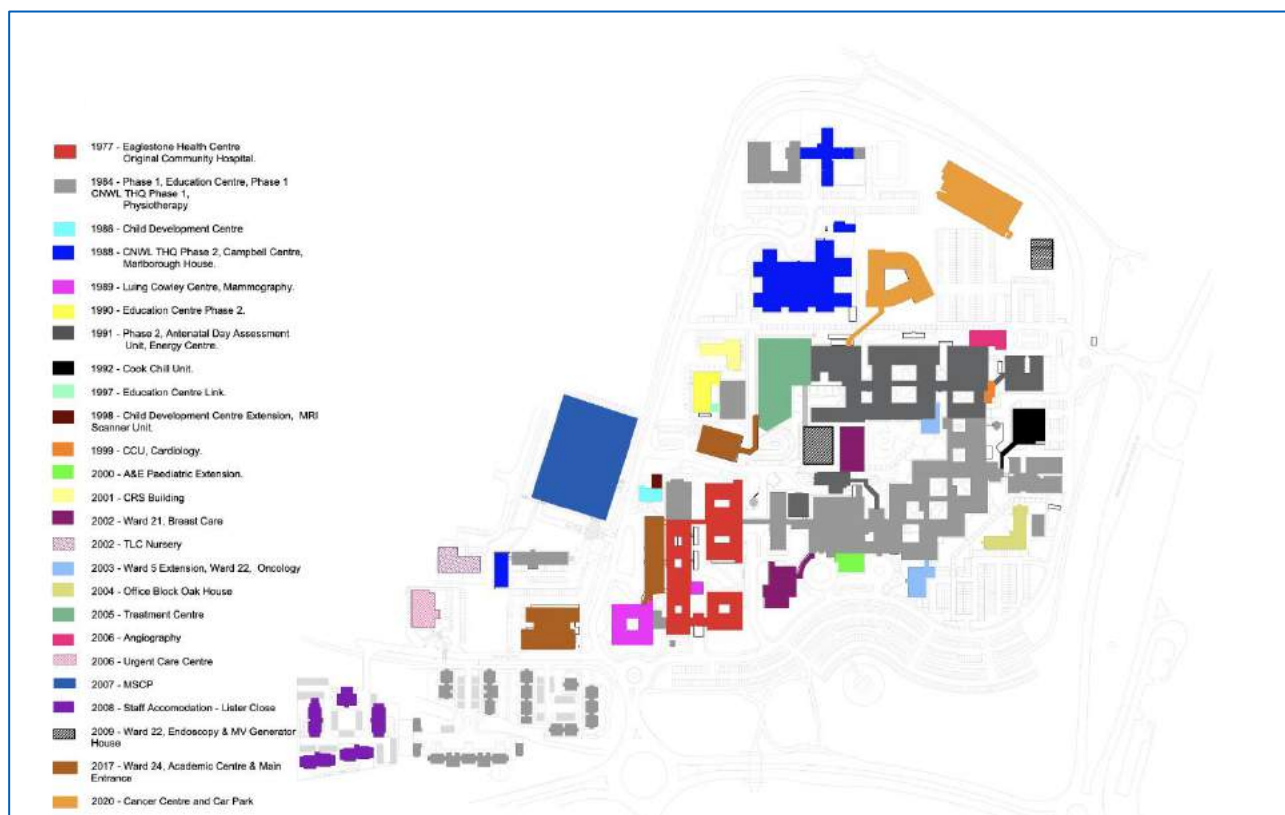 1977 - Eaglestone Health Centre
Original Community Hospital.
1984 - Phase 1, Education Centre, Phase 1
CNWL THQ Phase 1,
Physiotherapy
1986 - Child Development Centre
1988 - CNWL THQ Phase 2, Campbell Centre,
Marlborough House.
1989 - Luing Cowley Centre, Mammography.
1990 - Education Centre Phase 2.
1991 - Phase 2, Antenatal Day Assessment
Unit, Energy Centre.
1992 - Cook Chill Unit.
1997 - Education Centre Link.
1998 - Child Development Centre Extension, MRI
Scanner Unit.
1999 - CCU, Cardiology.
2000 - A&E Paediatric Extension.
2001 - CRS Building
2002 - Ward 21, Breast Care
2002 - TLC Nursery
2003 - Ward 5 Extension, Ward 22, Oncology
2004 - Office Block Oak House
2005 - Treatment Centre
2006 - Angiography
2006 - Urgent Care Centre
2007 - MSCP
2008 - Staff Accomodation - Lister Close
2009 - Ward 22, Endoscopy & MV Generator
House
2017 - Ward 24, Academic Centre & Main
Entrance
2020 - Cancer Centre and Car Park